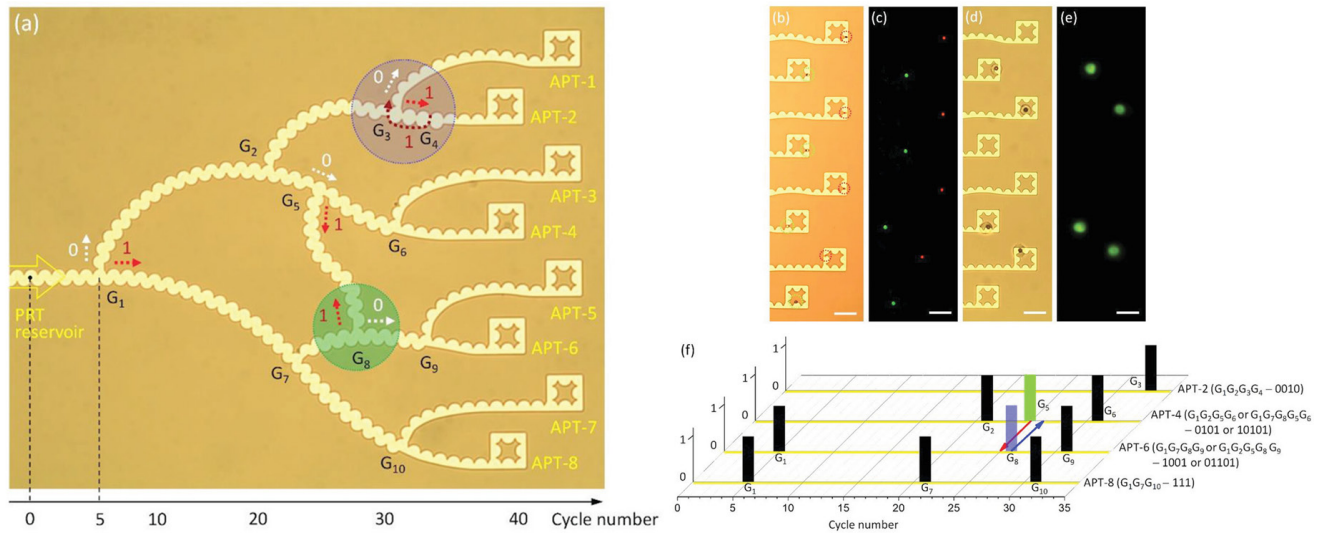 (a)
0
1
APT-1
G3
1
G4
APT-2
G2
0
G5
1
APT-3
G6
APT-4
0
1
G1
PRT
reservoir
1
0
APT-5
G7
G8
G9
APT-6
APT-7
G10
APT-8
0 5 10 20 30 40 Cycle number
(b) (c) (d) (e)
(f)
1
0
G3
APT-2 (G1G2G3G4 – 0010)
1
0
G2
G5
G6
APT-4 (G1G2G5G6 or G1G7G8G5G6
– 0101 or 10101)
1
0
G1
G8
G9
APT-6 (G1G7G8G9 or G1G2G5G8 G9
– 1001 or 01101)
1
0
G1
G7
G10
APT-8 (G1G7G10 – 111)
0 5 10 15 20 25 30 35
Cycle number